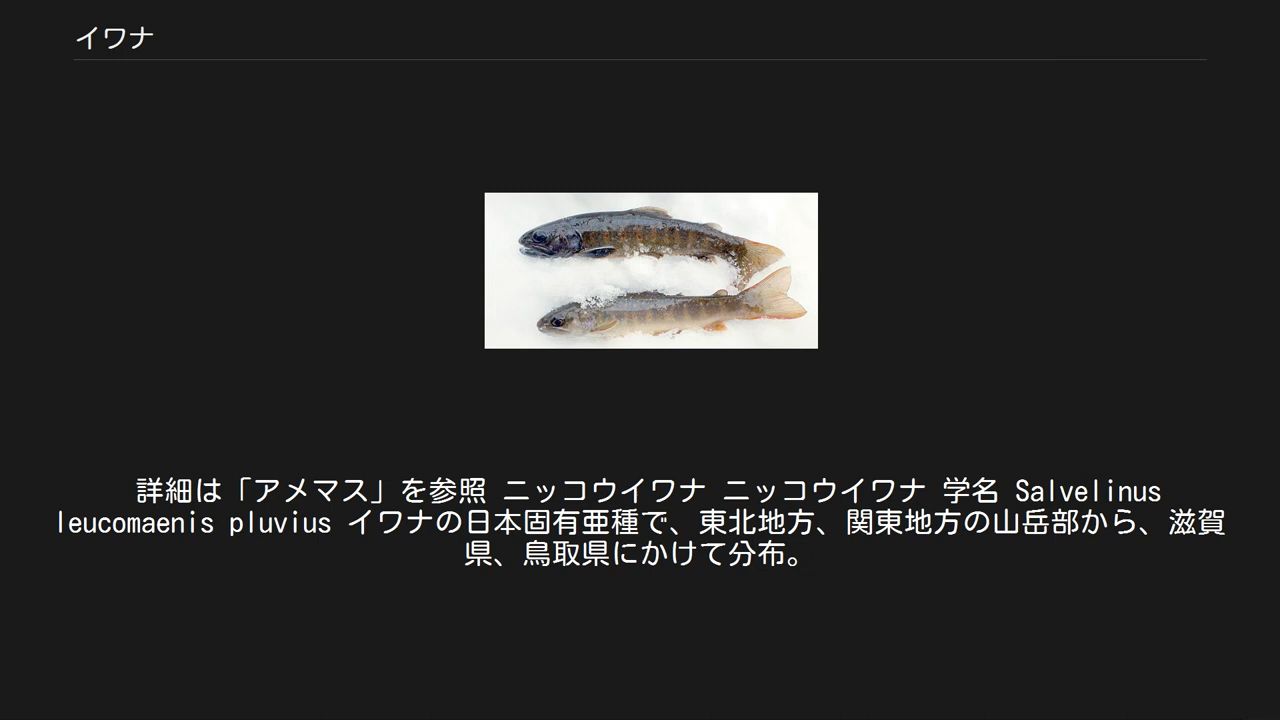 イワナ
詳細は「アメマス」を参照 ニッコウイワナ ニッコウイワナ 学名 Salvelinus
leucomaenis pluvius イワナの日本固有亜種で、東北地方、関東地方の山岳部から、滋賀
県、鳥取県にかけて分布。